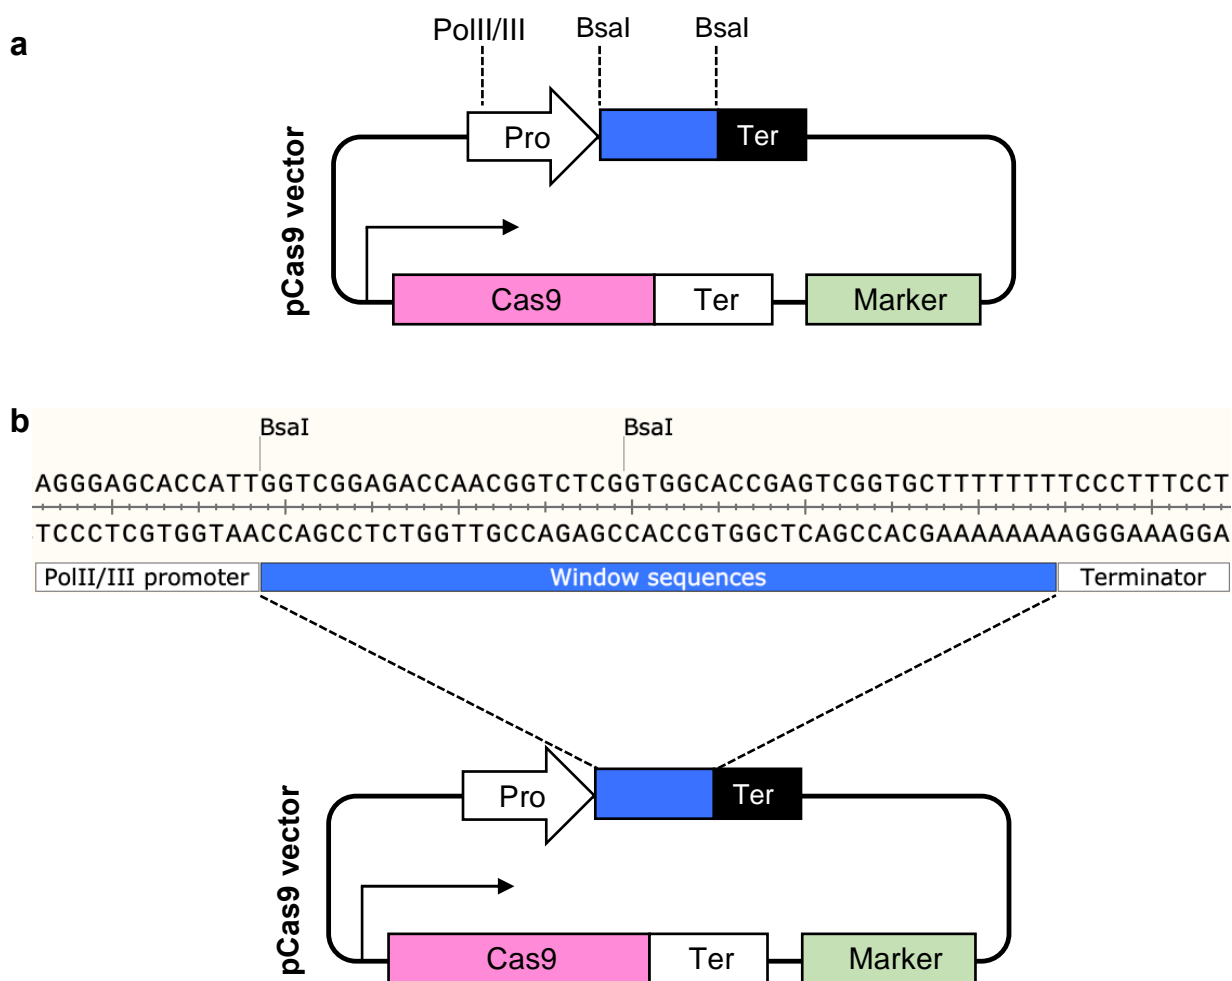 a
PolII/III BsaI BsaI
Pro Ter
pCas9 vector
Cas9 Ter Marker
b
BsaI BsaI
AGGGAGCACCATTGGTCGGAGACCAACGGTCTCGGTGGCACCGAGTCGGTGCTTTTTTTTCCCTTTCCT
TCCCTCGTGGTAACCAGCCTCTGGTTGCCAGAGCCACCGTGGCTCAGCCACGAAAAAAAAGGGAAAGGA
PolII/III promoter Window sequences Terminator
Pro Ter
pCas9 vector
Cas9 Ter Marker